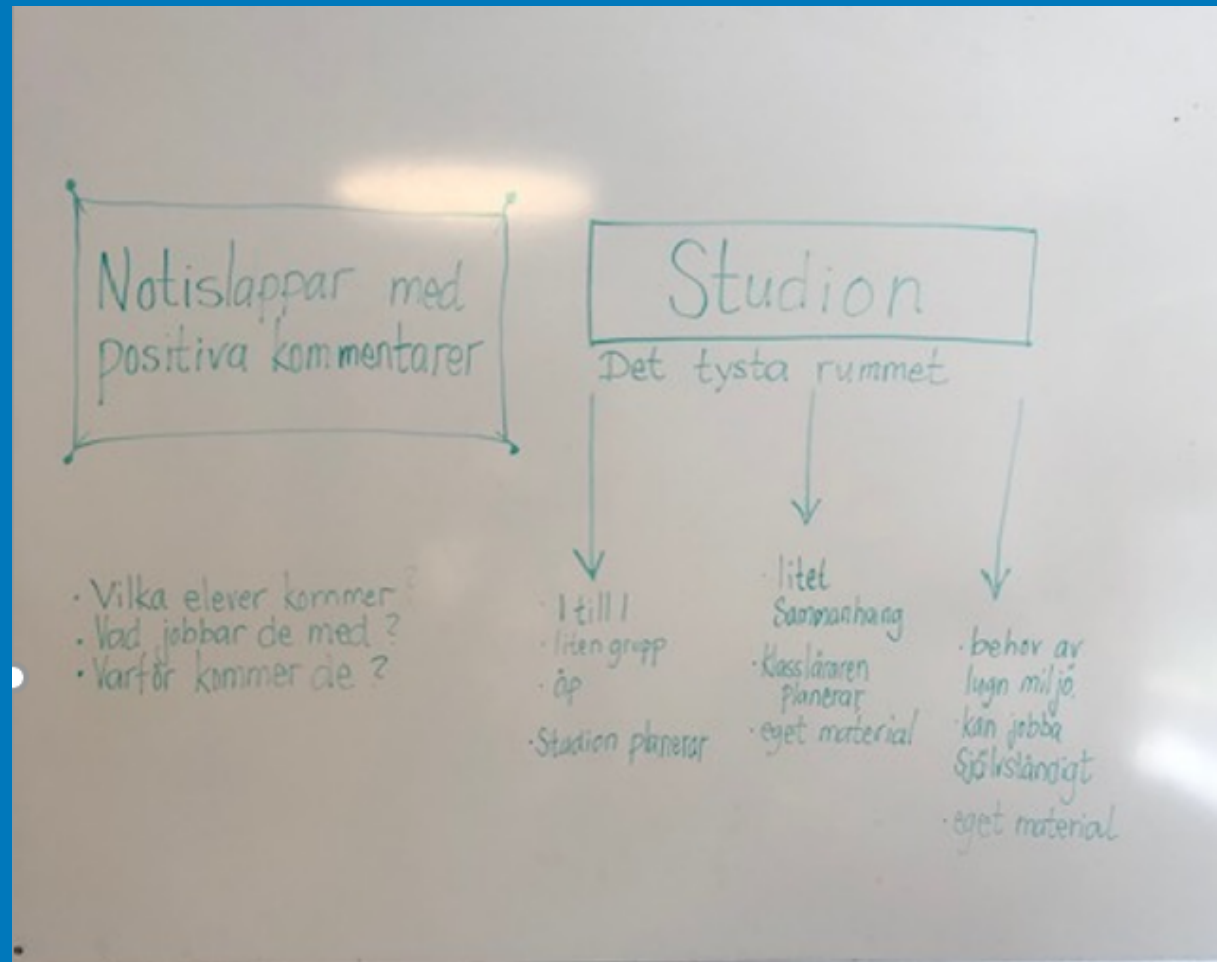 Notislappar med
positiva kommentarer
Studion
Det tysta rummet
· Vilka elever kommer?
· Vad jobbar de med?
· Varför kommer de?
· 1 till 1
· liten grupp
· åp
· Studion planerar
· litet
Sammanhang
· Klassläraren
planerar
· eget material
· behov av
lugn miljö.
· kan jobba
självständigt
· eget material